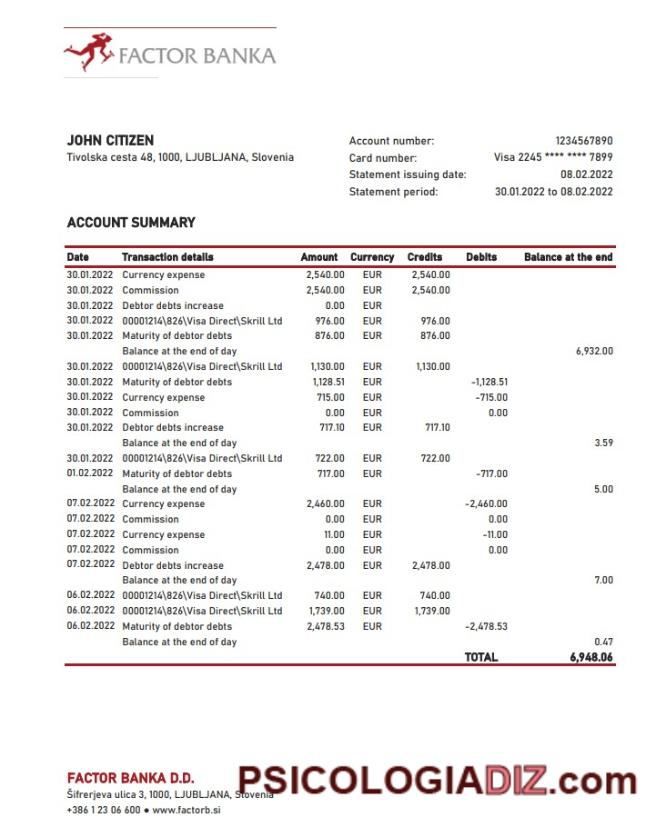 FACTOR BANKA
JOHN CITIZEN
Tivolska cesta 48, 1000, LJUBLJANA, Slovenia
Account number: 1234567890
Card number: Visa 2245 **** **** 7899
Statement issuing date: 08.02.2022
Statement period: 30.01.2022 to 08.02.2022
ACCOUNT SUMMARY
Date Transaction details Amount Currency Credits Debits Balance at the end
30.01.2022 Currency expense 2,540.00 EUR 2,540.00
30.01.2022 Commission 2,540.00 EUR 2,540.00
30.01.2022 Debtor debts increase 0.00 EUR
30.01.2022 00001214\826\Visa Direct\Skrill Ltd 976.00 EUR 976.00
30.01.2022 Maturity of debtor debts 876.00 EUR 876.00
Balance at the end of day 6,932.00
30.01.2022 00001214\826\Visa Direct\Skrill Ltd 1,130.00 EUR 1,130.00
30.01.2022 Maturity of debtor debts 1,128.51 EUR -1,128.51
30.01.2022 Currency expense 715.00 EUR -715.00
30.01.2022 Commission 0.00 EUR 0.00
30.01.2022 Debtor debts increase 717.10 EUR 717.10
Balance at the end of day 3.59
30.01.2022 00001214\826\Visa Direct\Skrill Ltd 722.00 EUR 722.00
01.02.2022 Maturity of debtor debts 717.00 EUR -717.00
Balance at the end of day 5.00
07.02.2022 Currency expense 2,460.00 EUR -2,460.00
07.02.2022 Commission 0.00 EUR 0.00
07.02.2022 Currency expense 11.00 EUR -11.00
07.02.2022 Commission 0.00 EUR 0.00
07.02.2022 Debtor debts increase 2,478.00 EUR 2,478.00
Balance at the end of day 7.00
06.02.2022 00001214\826\Visa Direct\Skrill Ltd 740.00 EUR 740.00
06.02.2022 00001214\826\Visa Direct\Skrill Ltd 1,739.00 EUR 1,739.00
06.02.2022 Maturity of debtor debts 2,478.53 EUR -2,478.53
Balance at the end of day 0.47
TOTAL 6,948.06
FACTOR BANKA D.D.
PSICOLOGIADIZ.com
Šifrerjeva ulica 3, 1000, LJUBLJANA, Slovenia
+386 1 23 06 600 ● www.factorb.si